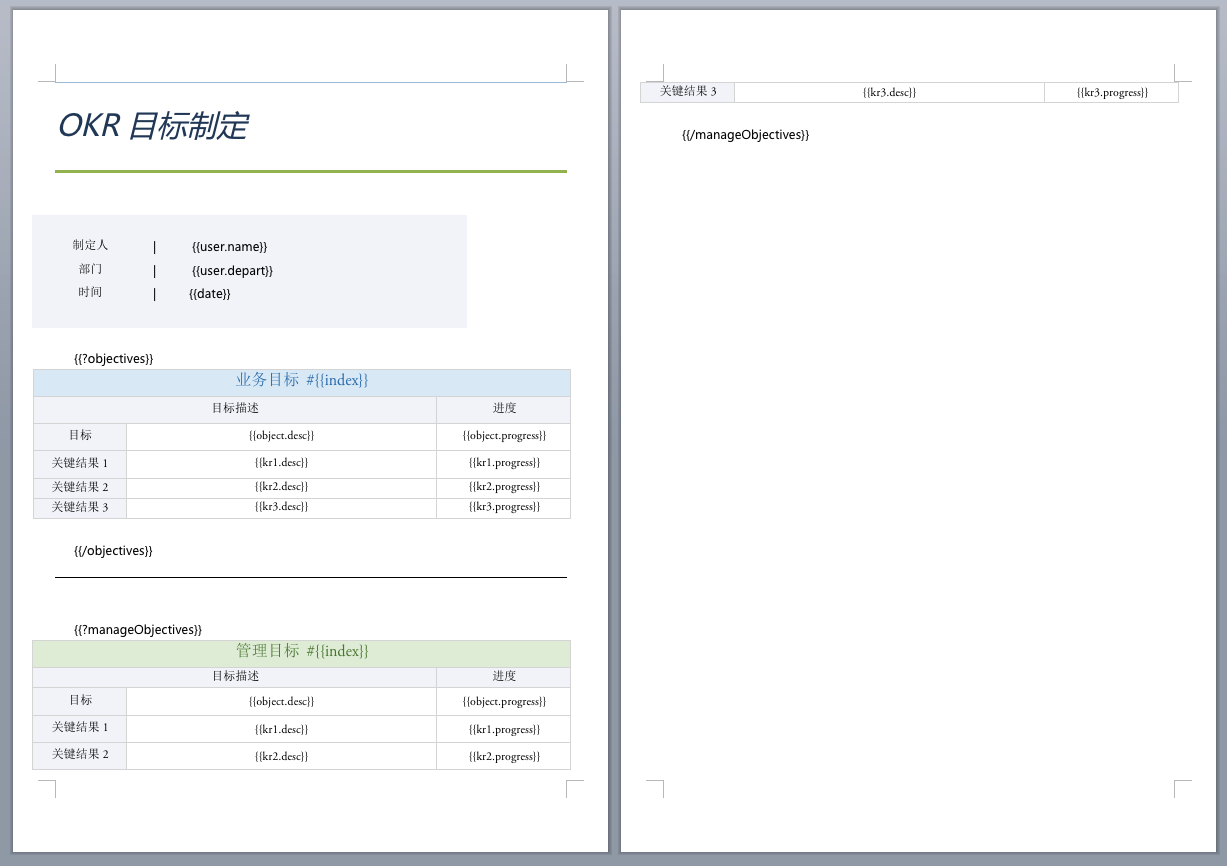 OKR 目标制定
制定人 | {{user.name}}
部门 | {{user.depart}}
时间 | {{date}}
{{?objectives}}
业务目标 #{{index}}
目标描述 进度
目标 {{object.desc}} {{object.progress}}
关键结果 1 {{kr1.desc}} {{kr1.progress}}
关键结果 2 {{kr2.desc}} {{kr2.progress}}
关键结果 3 {{kr3.desc}} {{kr3.progress}}
{{/objectives}}
{{?manageObjectives}}
管理目标 #{{index}}
目标描述 进度
目标 {{object.desc}} {{object.progress}}
关键结果 1 {{kr1.desc}} {{kr1.progress}}
关键结果 2 {{kr2.desc}} {{kr2.progress}}
关键结果 3 {{kr3.desc}} {{kr3.progress}}
{{/manageObjectives}}